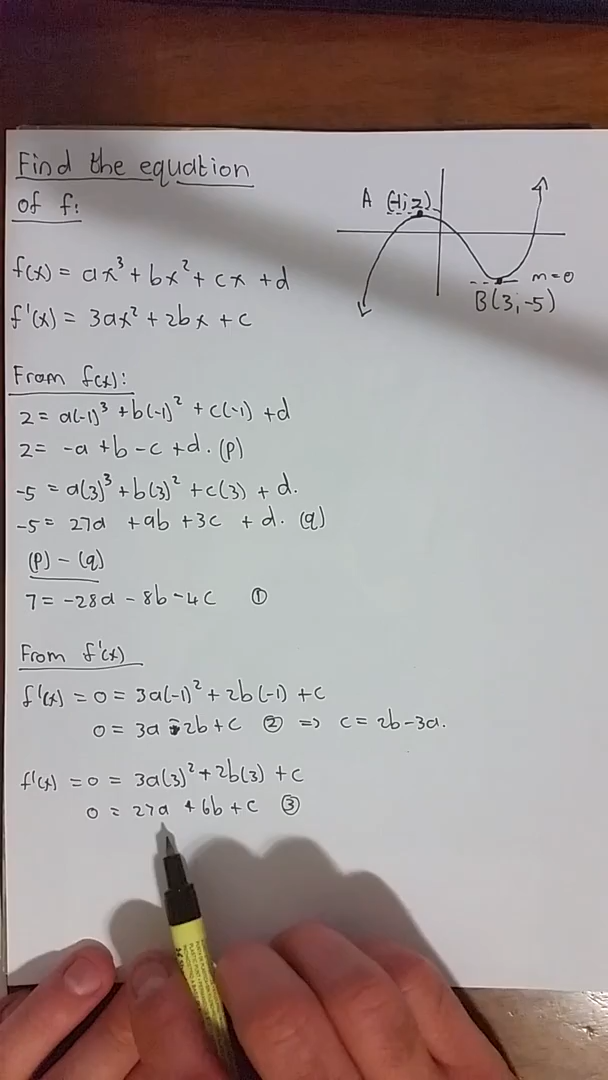 Find the equation
of f:
A (-1; 2)
m=0
B(3, -5)
f(x) = ax³ + bx² + cx + d
f'(x) = 3ax² + 2bx + c
From f(x):
2 = a(-1)³ + b(-1)² + c(-1) + d
2 = -a + b - c + d. (p)
-5 = a(3)³ + b(3)² + c(3) + d.
-5 = 27a + 9b + 3c + d. (q)
(p) - (q)
7 = -28a - 8b - 4c ①
From f'(x)
f'(x) = 0 = 3a(-1)² + 2b(-1) + c
0 = 3a - 2b + c ② => c = 2b - 3a.
f'(x) = 0 = 3a(3)² + 2b(3) + c
0 = 27a + 6b + c ③